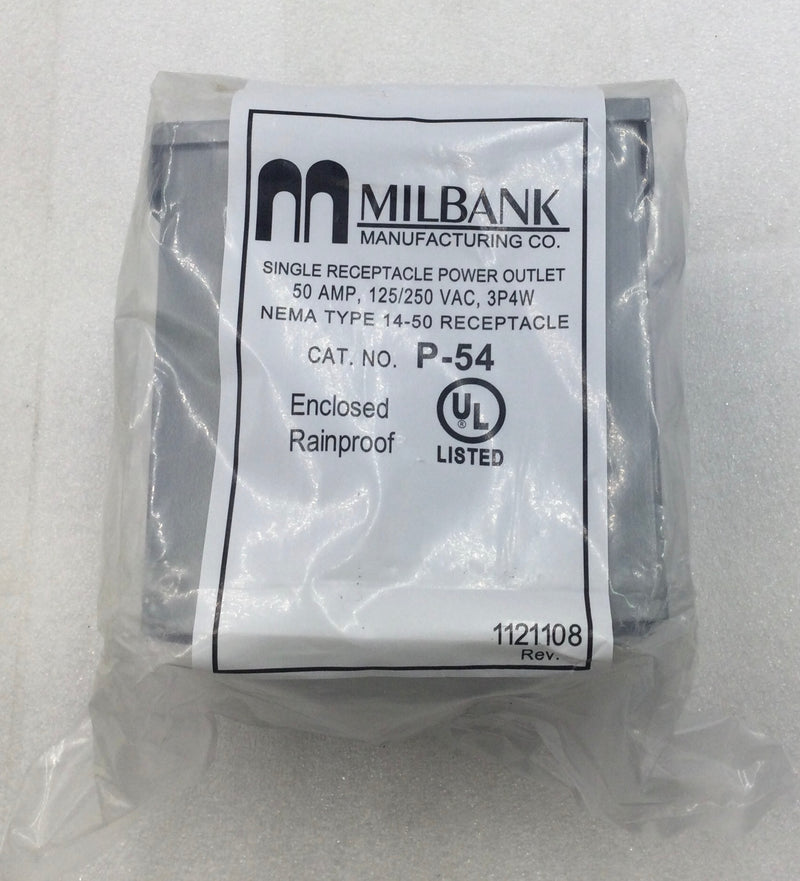 MILBANK
MANUFACTURING CO.
SINGLE RECEPTACLE POWER OUTLET
50 AMP, 125/250 VAC, 3P4W
NEMA TYPE 14-50 RECEPTACLE
CAT. NO. P-54
Enclosed
Rainproof
UL ®
LISTED
1121108
Rev.